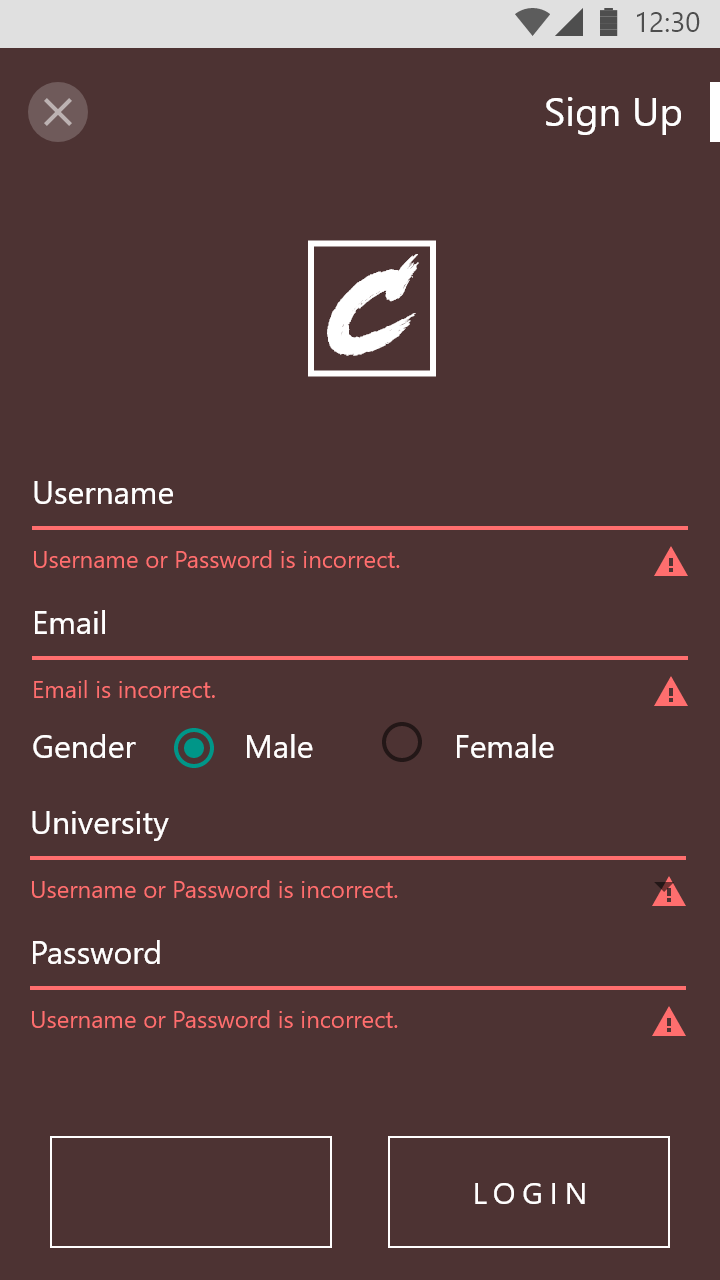 12:30
Sign Up
C
Username
Username or Password is incorrect.
Email
Email is incorrect.
Gender Male Female
University
Username or Password is incorrect.
Password
Username or Password is incorrect.
LOGIN